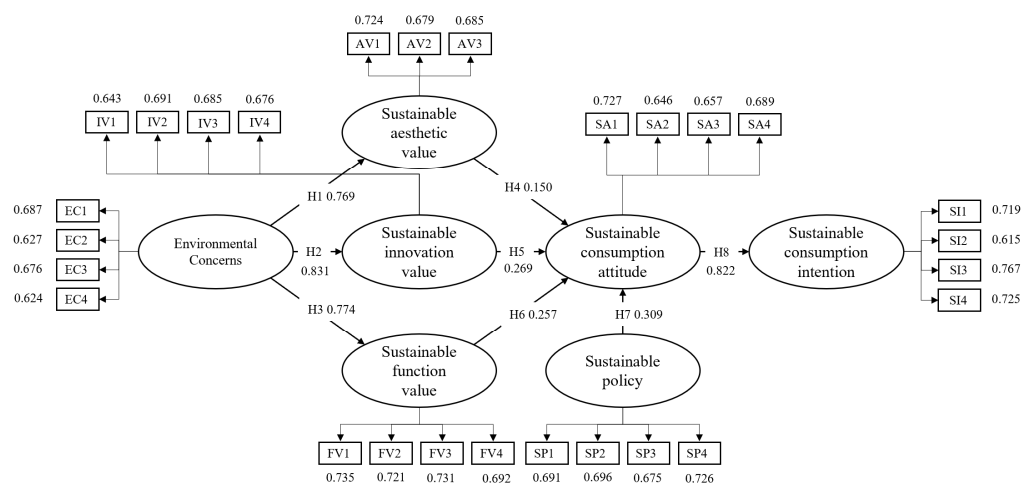 0.724 0.679 0.685
AV1 AV2 AV3
0.643 0.691 0.685 0.676
IV1 IV2 IV3 IV4
Sustainable
aesthetic
value
0.727 0.646 0.657 0.689
SA1 SA2 SA3 SA4
H1 0.769
H4 0.150
0.687 EC1
0.627 EC2
0.676 EC3
0.624 EC4
Environmental
Concerns
H2
0.831
Sustainable
innovation
value
H5
0.269
Sustainable
consumption
attitude
H8
0.822
Sustainable
consumption
intention
SI1 0.719
SI2 0.615
SI3 0.767
SI4 0.725
H3 0.774
H6 0.257
H7 0.309
Sustainable
function
value
Sustainable
policy
FV1 FV2 FV3 FV4 SP1 SP2 SP3 SP4
0.735 0.721 0.731 0.692 0.691 0.696 0.675 0.726